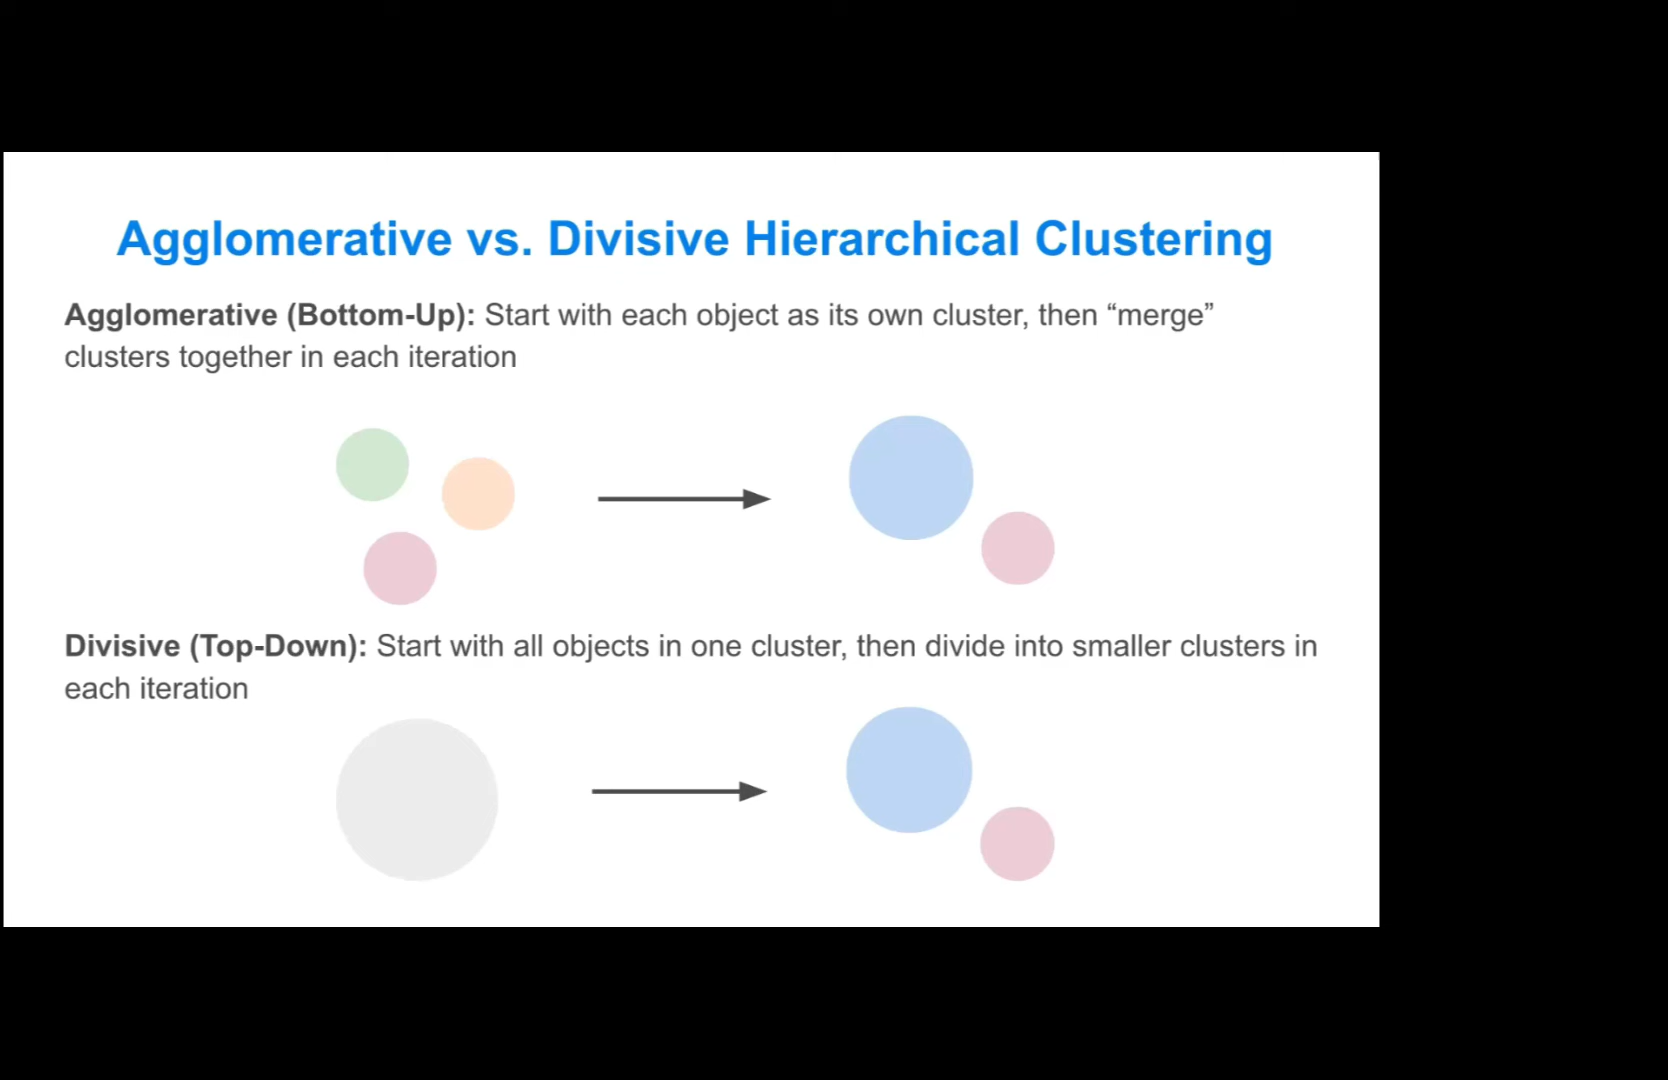 Agglomerative vs. Divisive Hierarchical Clustering
Agglomerative (Bottom-Up): Start with each object as its own cluster, then “merge”
clusters together in each iteration
Divisive (Top-Down): Start with all objects in one cluster, then divide into smaller clusters in
each iteration